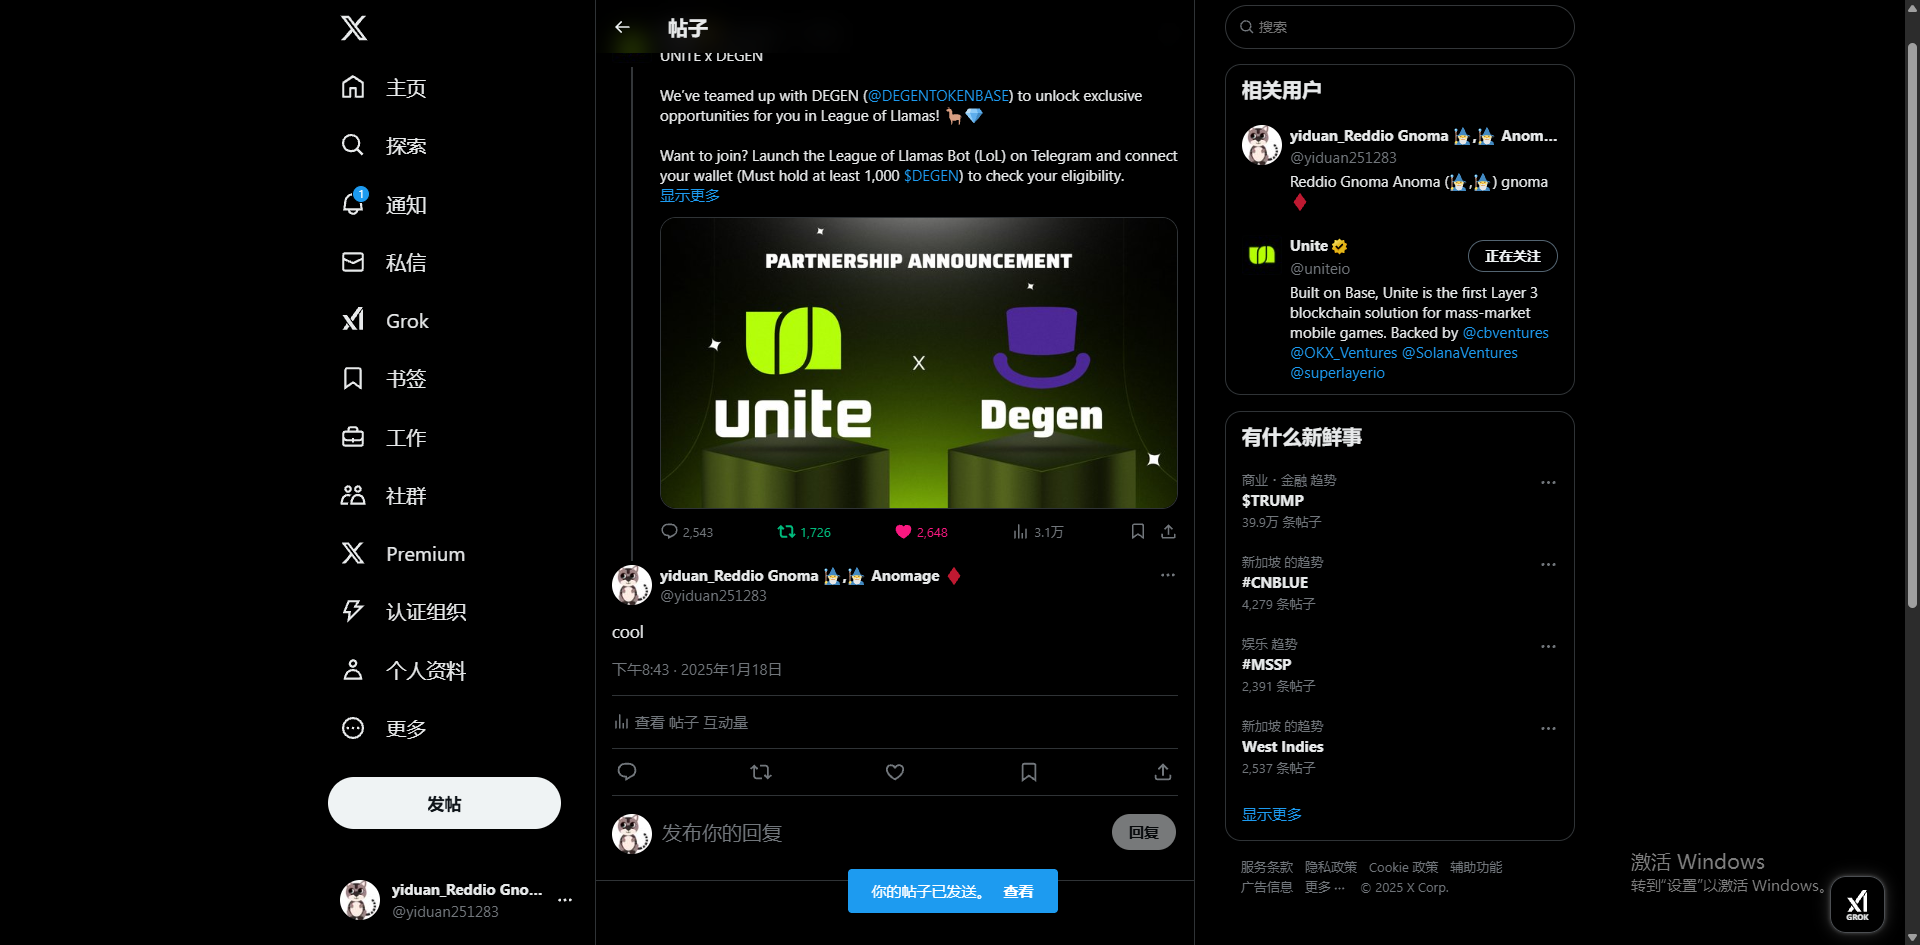 主页
探索
1
通知
私信
Grok
书签
工作
社群
Premium
认证组织
个人资料
更多
发帖
yiduan_Reddio Gno...
@yiduan251283
帖子
UNITE x DEGEN
We've teamed up with DEGEN (@DEGENTOKENBASE) to unlock exclusive
opportunities for you in League of Llamas! 🦙💎
Want to join? Launch the League of Llamas Bot (LoL) on Telegram and connect
your wallet (Must hold at least 1,000 $DEGEN) to check your eligibility.
显示更多
PARTNERSHIP ANNOUNCEMENT
unite
X
Degen
2,543 1,726 2,648 3.1万
yiduan_Reddio Gnoma 🧙‍♂️,🧙‍♂️ Anomage ♦️
@yiduan251283
cool
下午8:43 · 2025年1月18日
查看 帖子 互动量
发布你的回复
回复
你的帖子已发送。 查看
搜索
相关用户
yiduan_Reddio Gnoma 🧙‍♂️,🧙‍♂️ Anom...
@yiduan251283
Reddio Gnoma Anoma (🧙‍♂️,🧙‍♂️) gnoma
♦️
Unite
@uniteio
正在关注
Built on Base, Unite is the first Layer 3
blockchain solution for mass-market
mobile games. Backed by @cbventures
@OKX_Ventures @SolanaVentures
@superlayerio
有什么新鲜事
商业 · 金融 趋势
$TRUMP
39.9万 条帖子
新加坡 的趋势
#CNBLUE
4,279 条帖子
娱乐 趋势
#MSSP
2,391 条帖子
新加坡 的趋势
West Indies
2,537 条帖子
显示更多
服务条款 隐私政策 Cookie 政策 辅助功能
广告信息 更多 ··· © 2025 X Corp.
激活 Windows
转到"设置"以激活 Windows。
GROK